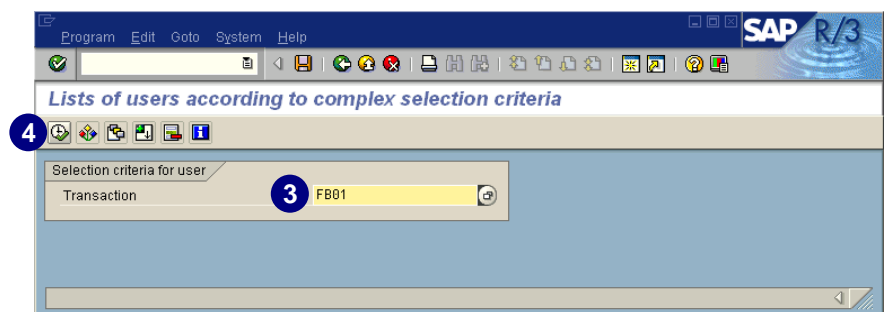 Program Edit Goto System Help
SAP R/3
Lists of users according to complex selection criteria
4
Selection criteria for user
Transaction 3 FB01